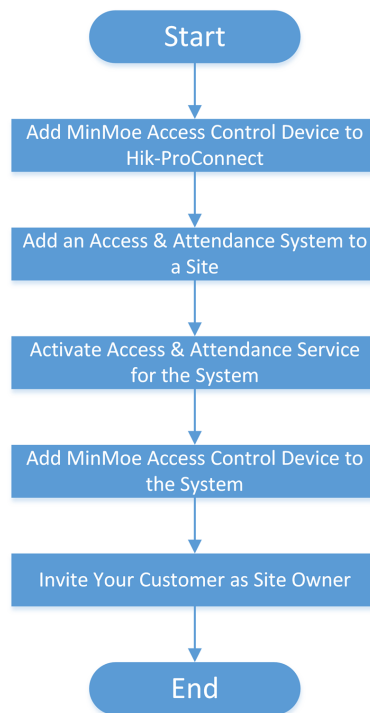 Start
Add MinMoe Access Control Device to
Hik-ProConnect
Add an Access & Attendance System to
a Site
Activate Access & Attendance Service
for the System
Add MinMoe Access Control Device to
the System
Invite Your Customer as Site Owner
End